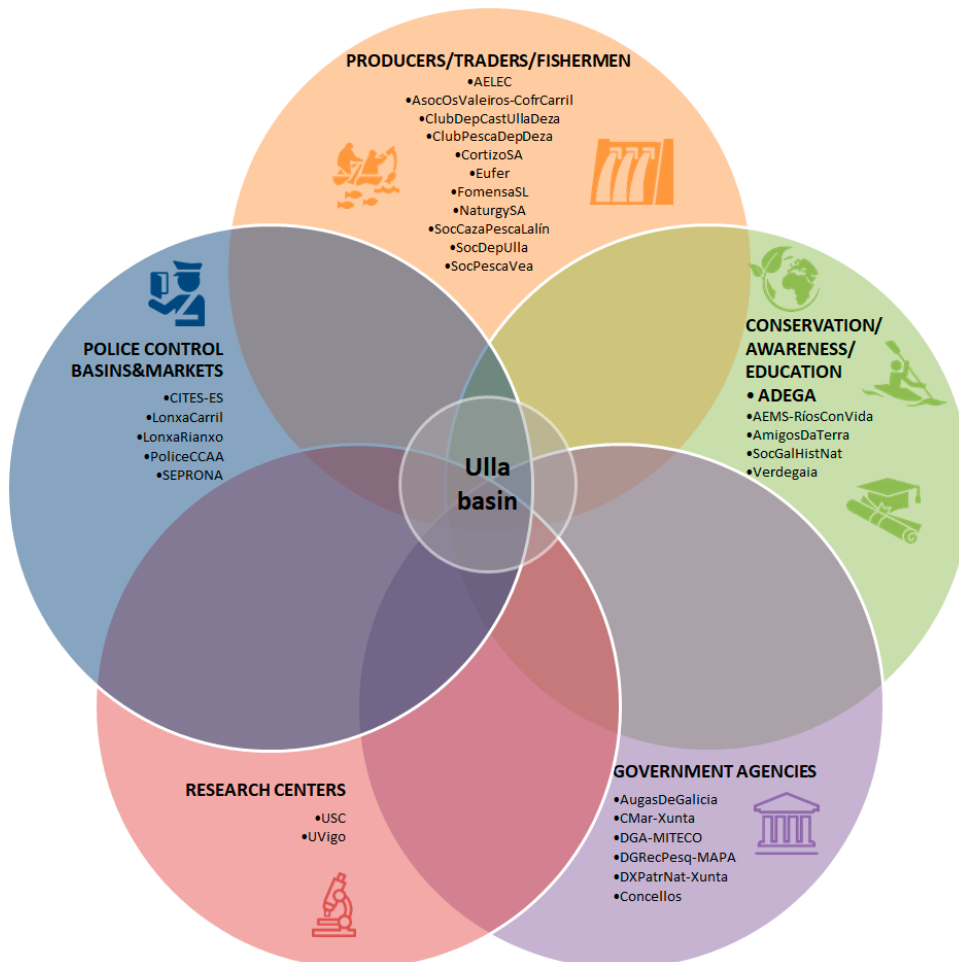 PRODUCERS/TRADERS/FISHERMEN
•AELEC
•AsocOsValeiros-CofrCarril
•ClubDepCastUllaDeza
•ClubPescaDepDeza
•CortizoSA
•Eufer
•FomensaSL
•NaturgySA
•SocCazaPescaLalín
•SocDepUlla
•SocPescaVea
POLICE CONTROL
BASINS&MARKETS
•CITES-ES
•LonxaCarril
•LonxaRianxo
•PoliceCCAA
•SEPRONA
CONSERVATION/
AWARENESS/
EDUCATION
• ADEGA
•AEMS-RíosConVida
•AmigosDaTerra
•SocGalHistNat
•Verdegaia
Ulla
basin
RESEARCH CENTERS
•USC
•UVigo
GOVERNMENT AGENCIES
•AugasDeGalicia
•CMar-Xunta
•DGA-MITECO
•DGRecPesq-MAPA
•DXPatrNat-Xunta
•Concellos